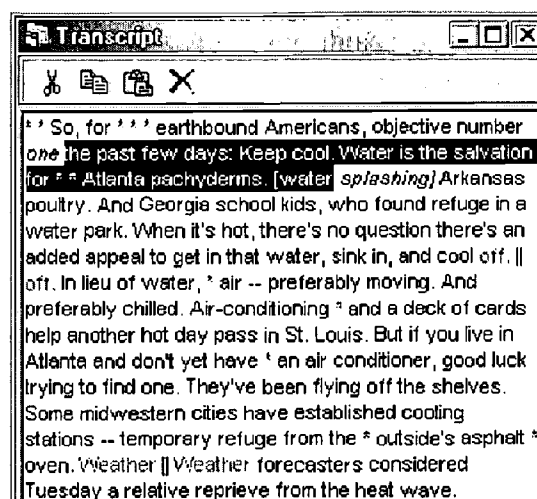 Transcript
* * So, for * * * earthbound Americans, objective number
one the past few days: Keep cool. Water is the salvation
for * * Atlanta pachyderms. [water splashing] Arkansas
poultry. And Georgia school kids, who found refuge in a
water park. When it's hot, there's no question there's an
added appeal to get in that water, sink in, and cool off. ||
oft. In lieu of water, * air -- preferably moving. And
preferably chilled. Air-conditioning * and a deck of cards
help another hot day pass in St. Louis. But if you live in
Atlanta and don't yet have * an air conditioner, good luck
trying to find one. They've been flying off the shelves.
Some midwestern cities have established cooling
stations -- temporary refuge from the * outside's asphalt *
oven. Weather || Weather forecasters considered
Tuesday a relative reprieve from the heat wave.